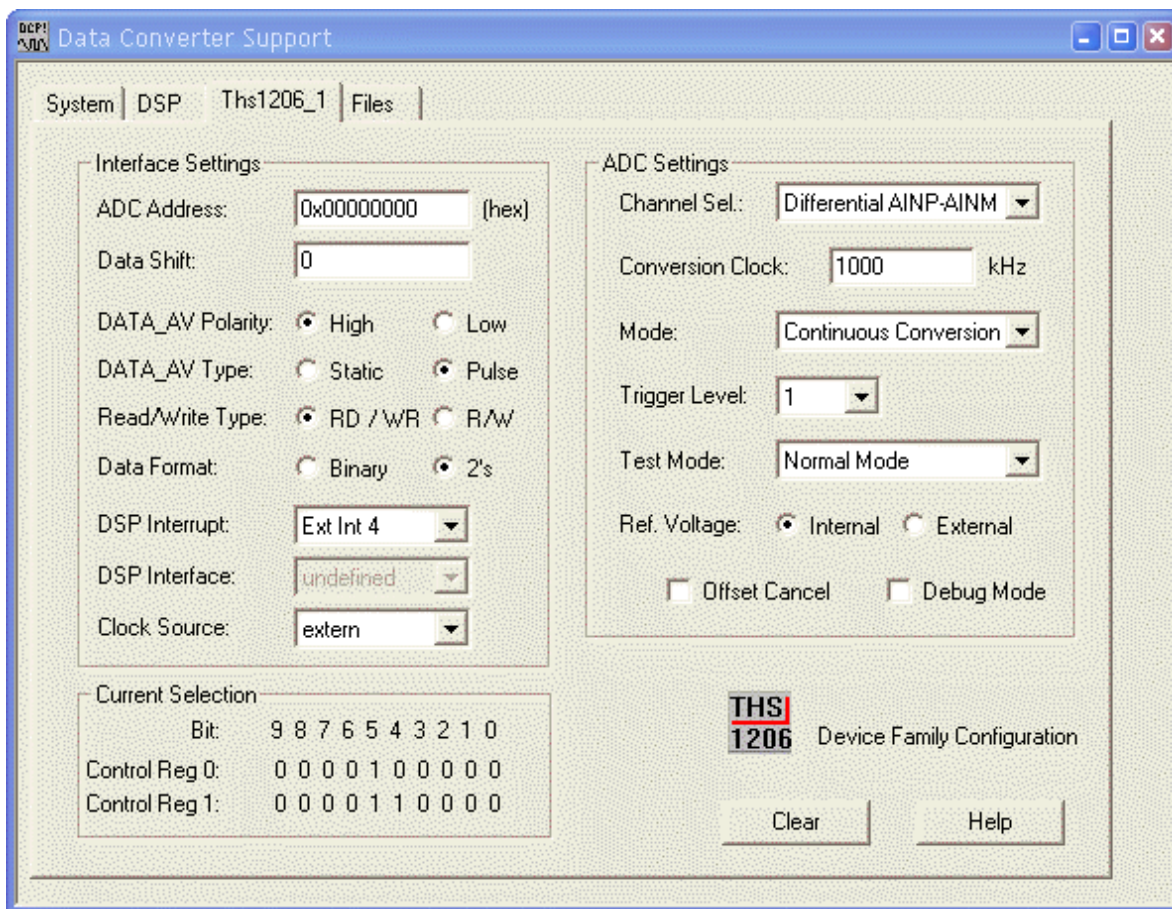 DCP!
Data Converter Support
System DSP Ths1206_1 Files
Interface Settings
ADC Address: 0x00000000 (hex)
Data Shift: 0
DATA_AV Polarity: High Low
DATA_AV Type: Static Pulse
Read/Write Type: RD / WR R/W
Data Format: Binary 2's
DSP Interrupt: Ext Int 4
DSP Interface: undefined
Clock Source: extern
ADC Settings
Channel Sel.: Differential AINP-AINM
Conversion Clock: 1000 kHz
Mode: Continuous Conversion
Trigger Level: 1
Test Mode: Normal Mode
Ref. Voltage: Internal External
Offset Cancel Debug Mode
Current Selection
Bit: 9 8 7 6 5 4 3 2 1 0
Control Reg 0: 0 0 0 0 1 0 0 0 0 0
Control Reg 1: 0 0 0 0 1 1 0 0 0 0
THS
1206 Device Family Configuration
Clear Help